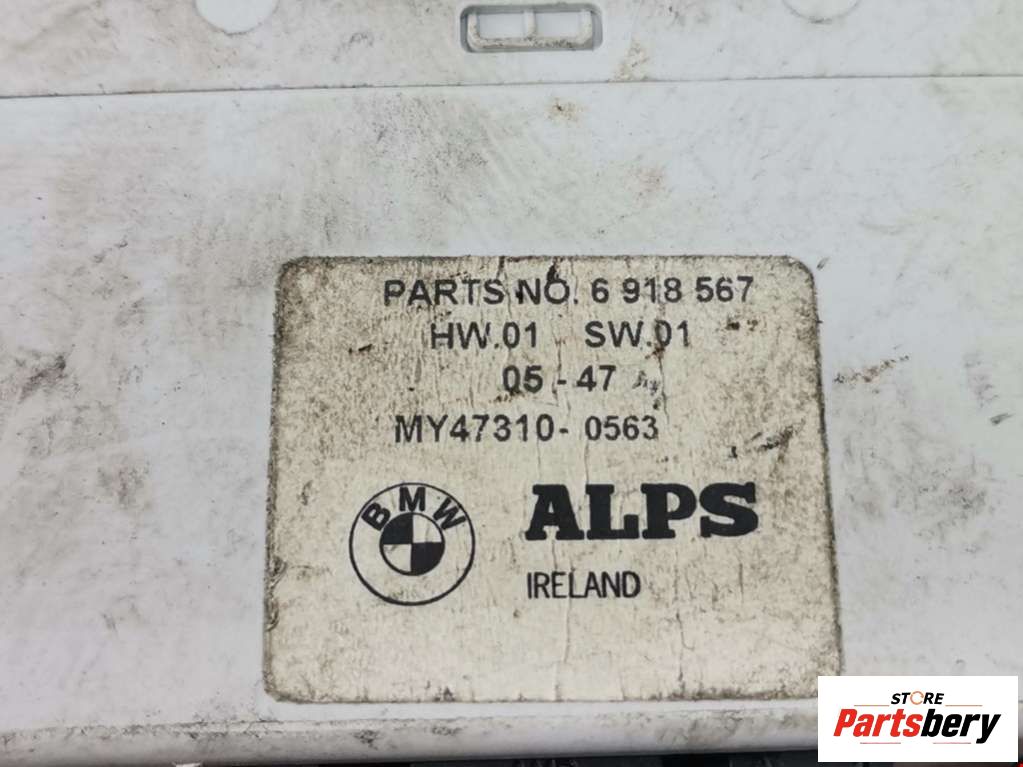 PARTS NO. 6 918 567
HW.01 SW.01
05 - 47
MY47310- 0563
BMW
ALPS
IRELAND
STORE
Partsbery